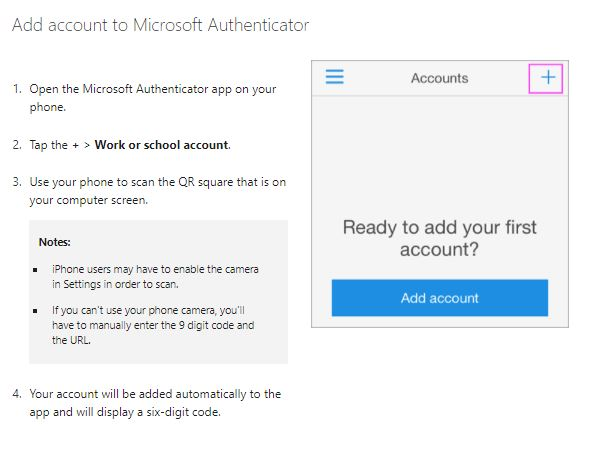 Add account to Microsoft Authenticator
1. Open the Microsoft Authenticator app on your
phone.
2. Tap the + > Work or school account.
3. Use your phone to scan the QR square that is on
your computer screen.
Notes:
▪ iPhone users may have to enable the camera
in Settings in order to scan.
▪ If you can't use your phone camera, you'll
have to manually enter the 9 digit code and
the URL.
4. Your account will be added automatically to the
app and will display a six-digit code.
Accounts
+
Ready to add your first
account?
Add account